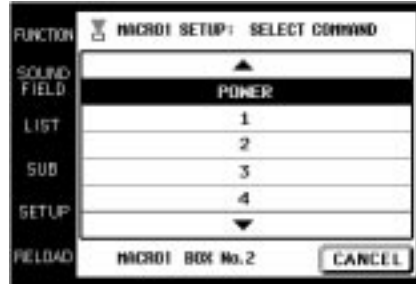 FUNCTION
SOUND
FIELD
LIST
SUB
SETUP
RELOAD
MACRO1 SETUP: SELECT COMMAND
POWER
1
2
3
4
MACRO1 BOX No.2
CANCEL